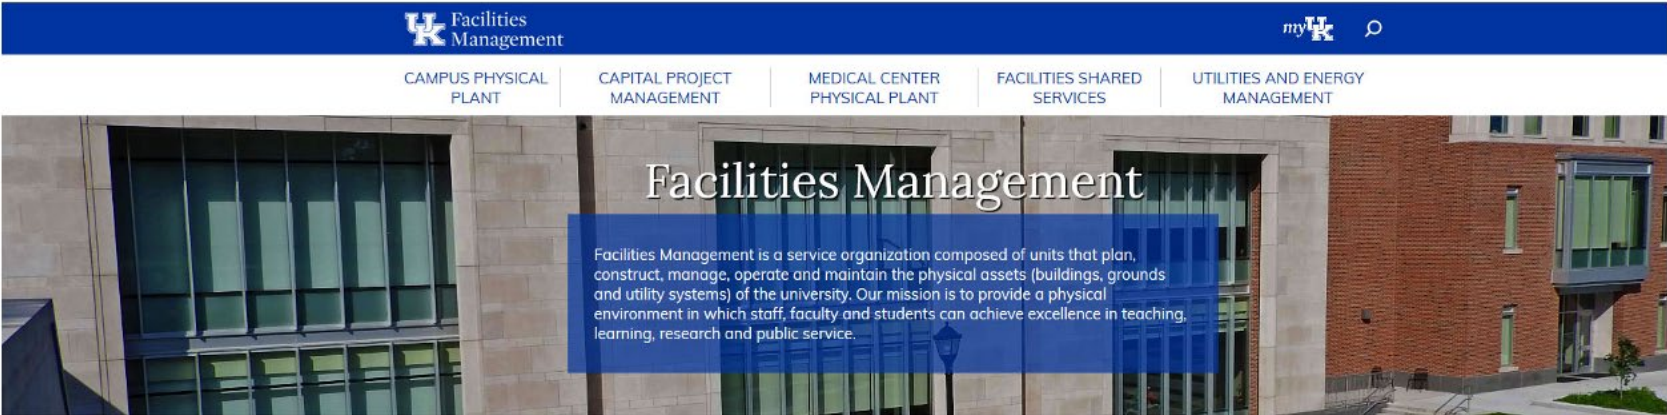 UK Facilities
Management
myUK
CAMPUS PHYSICAL
PLANT
CAPITAL PROJECT
MANAGEMENT
MEDICAL CENTER
PHYSICAL PLANT
FACILITIES SHARED
SERVICES
UTILITIES AND ENERGY
MANAGEMENT
Facilities Management
Facilities Management is a service organization composed of units that plan,
construct, manage, operate and maintain the physical assets (buildings, grounds
and utility systems) of the university. Our mission is to provide a physical
environment in which staff, faculty and students can achieve excellence in teaching,
learning, research and public service.